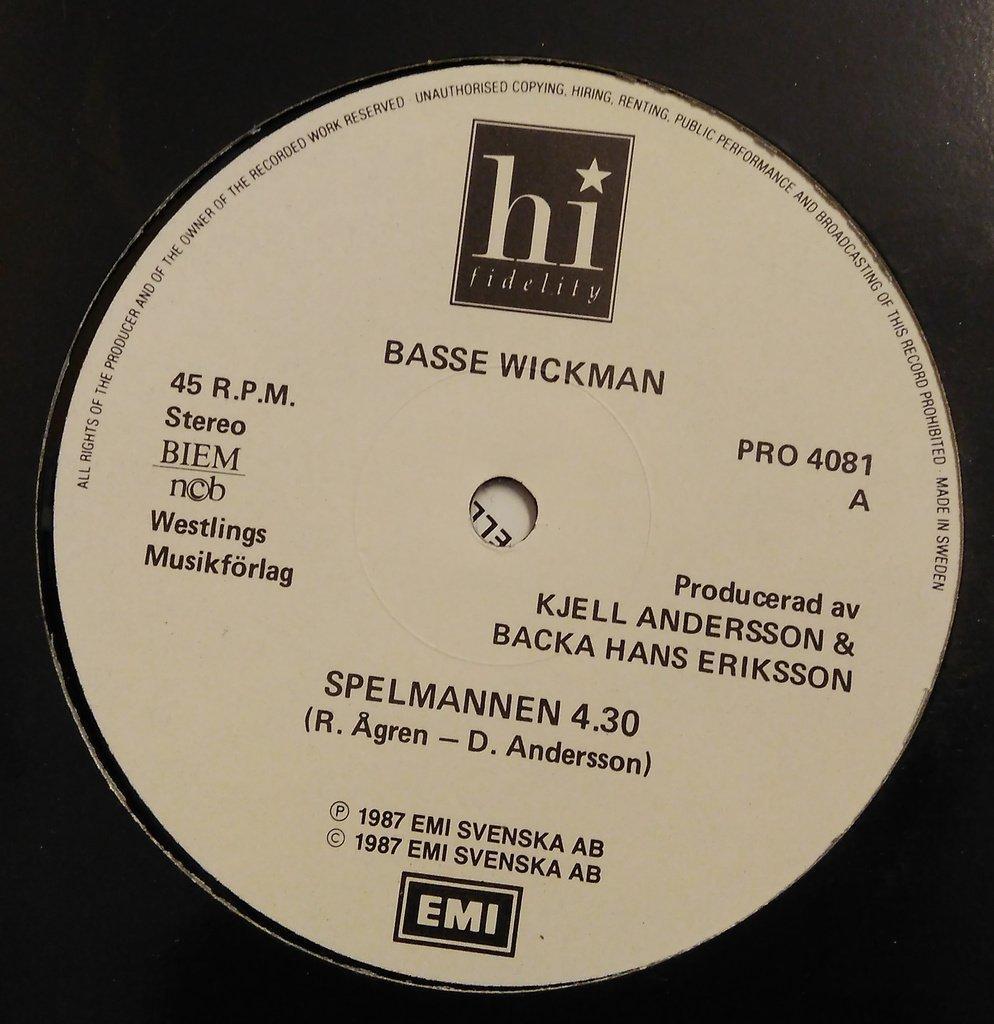 ALL RIGHTS OF THE PRODUCER AND OF THE OWNER OF THE RECORDED WORK RESERVED · UNAUTHORISED COPYING, HIRING, RENTING, PUBLIC PERFORMANCE AND BROADCASTING OF THIS RECORD PROHIBITED · MADE IN SWEDEN
hi
fidelity
BASSE WICKMAN
45 R.P.M.
Stereo
BIEM
n©b
Westlings
Musikförlag
PRO 4081
A
Producerad av
KJELL ANDERSSON &
BACKA HANS ERIKSSON
SPELMANNEN 4.30
(R. Ågren – D. Andersson)
Ⓟ 1987 EMI SVENSKA AB
© 1987 EMI SVENSKA AB
EMI